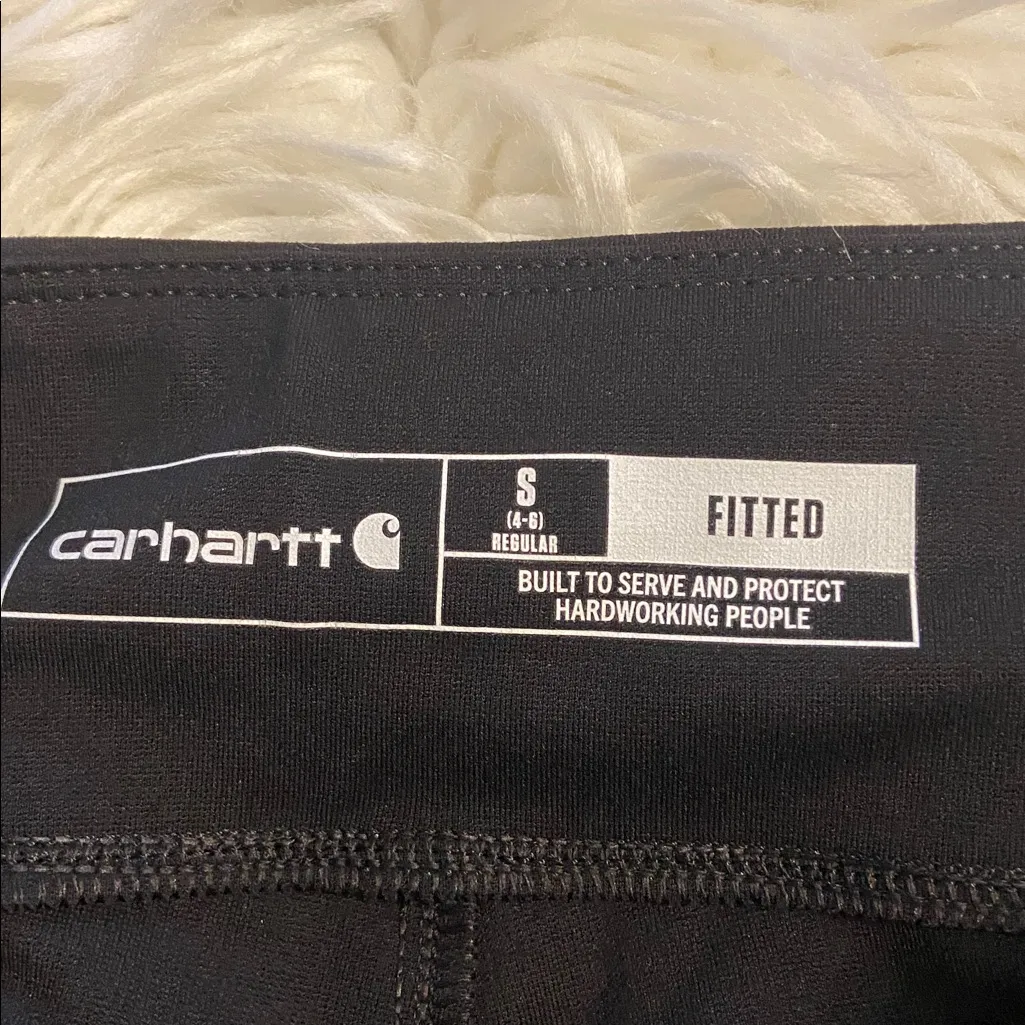 carhartt
S
(4-6)
REGULAR
FITTED
BUILT TO SERVE AND PROTECT
HARDWORKING PEOPLE